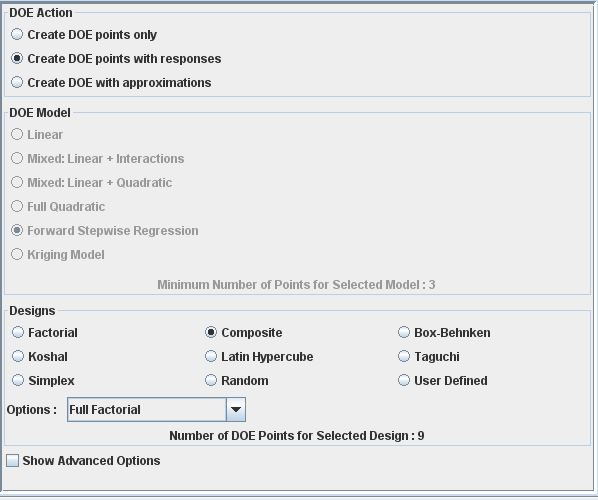 DOE Action
Create DOE points only
Create DOE points with responses
Create DOE with approximations
DOE Model
Linear
Mixed: Linear + Interactions
Mixed: Linear + Quadratic
Full Quadratic
Forward Stepwise Regression
Kriging Model
Minimum Number of Points for Selected Model : 3
Designs
Factorial Composite Box-Behnken
Koshal Latin Hypercube Taguchi
Simplex Random User Defined
Options : Full Factorial
Number of DOE Points for Selected Design : 9
Show Advanced Options